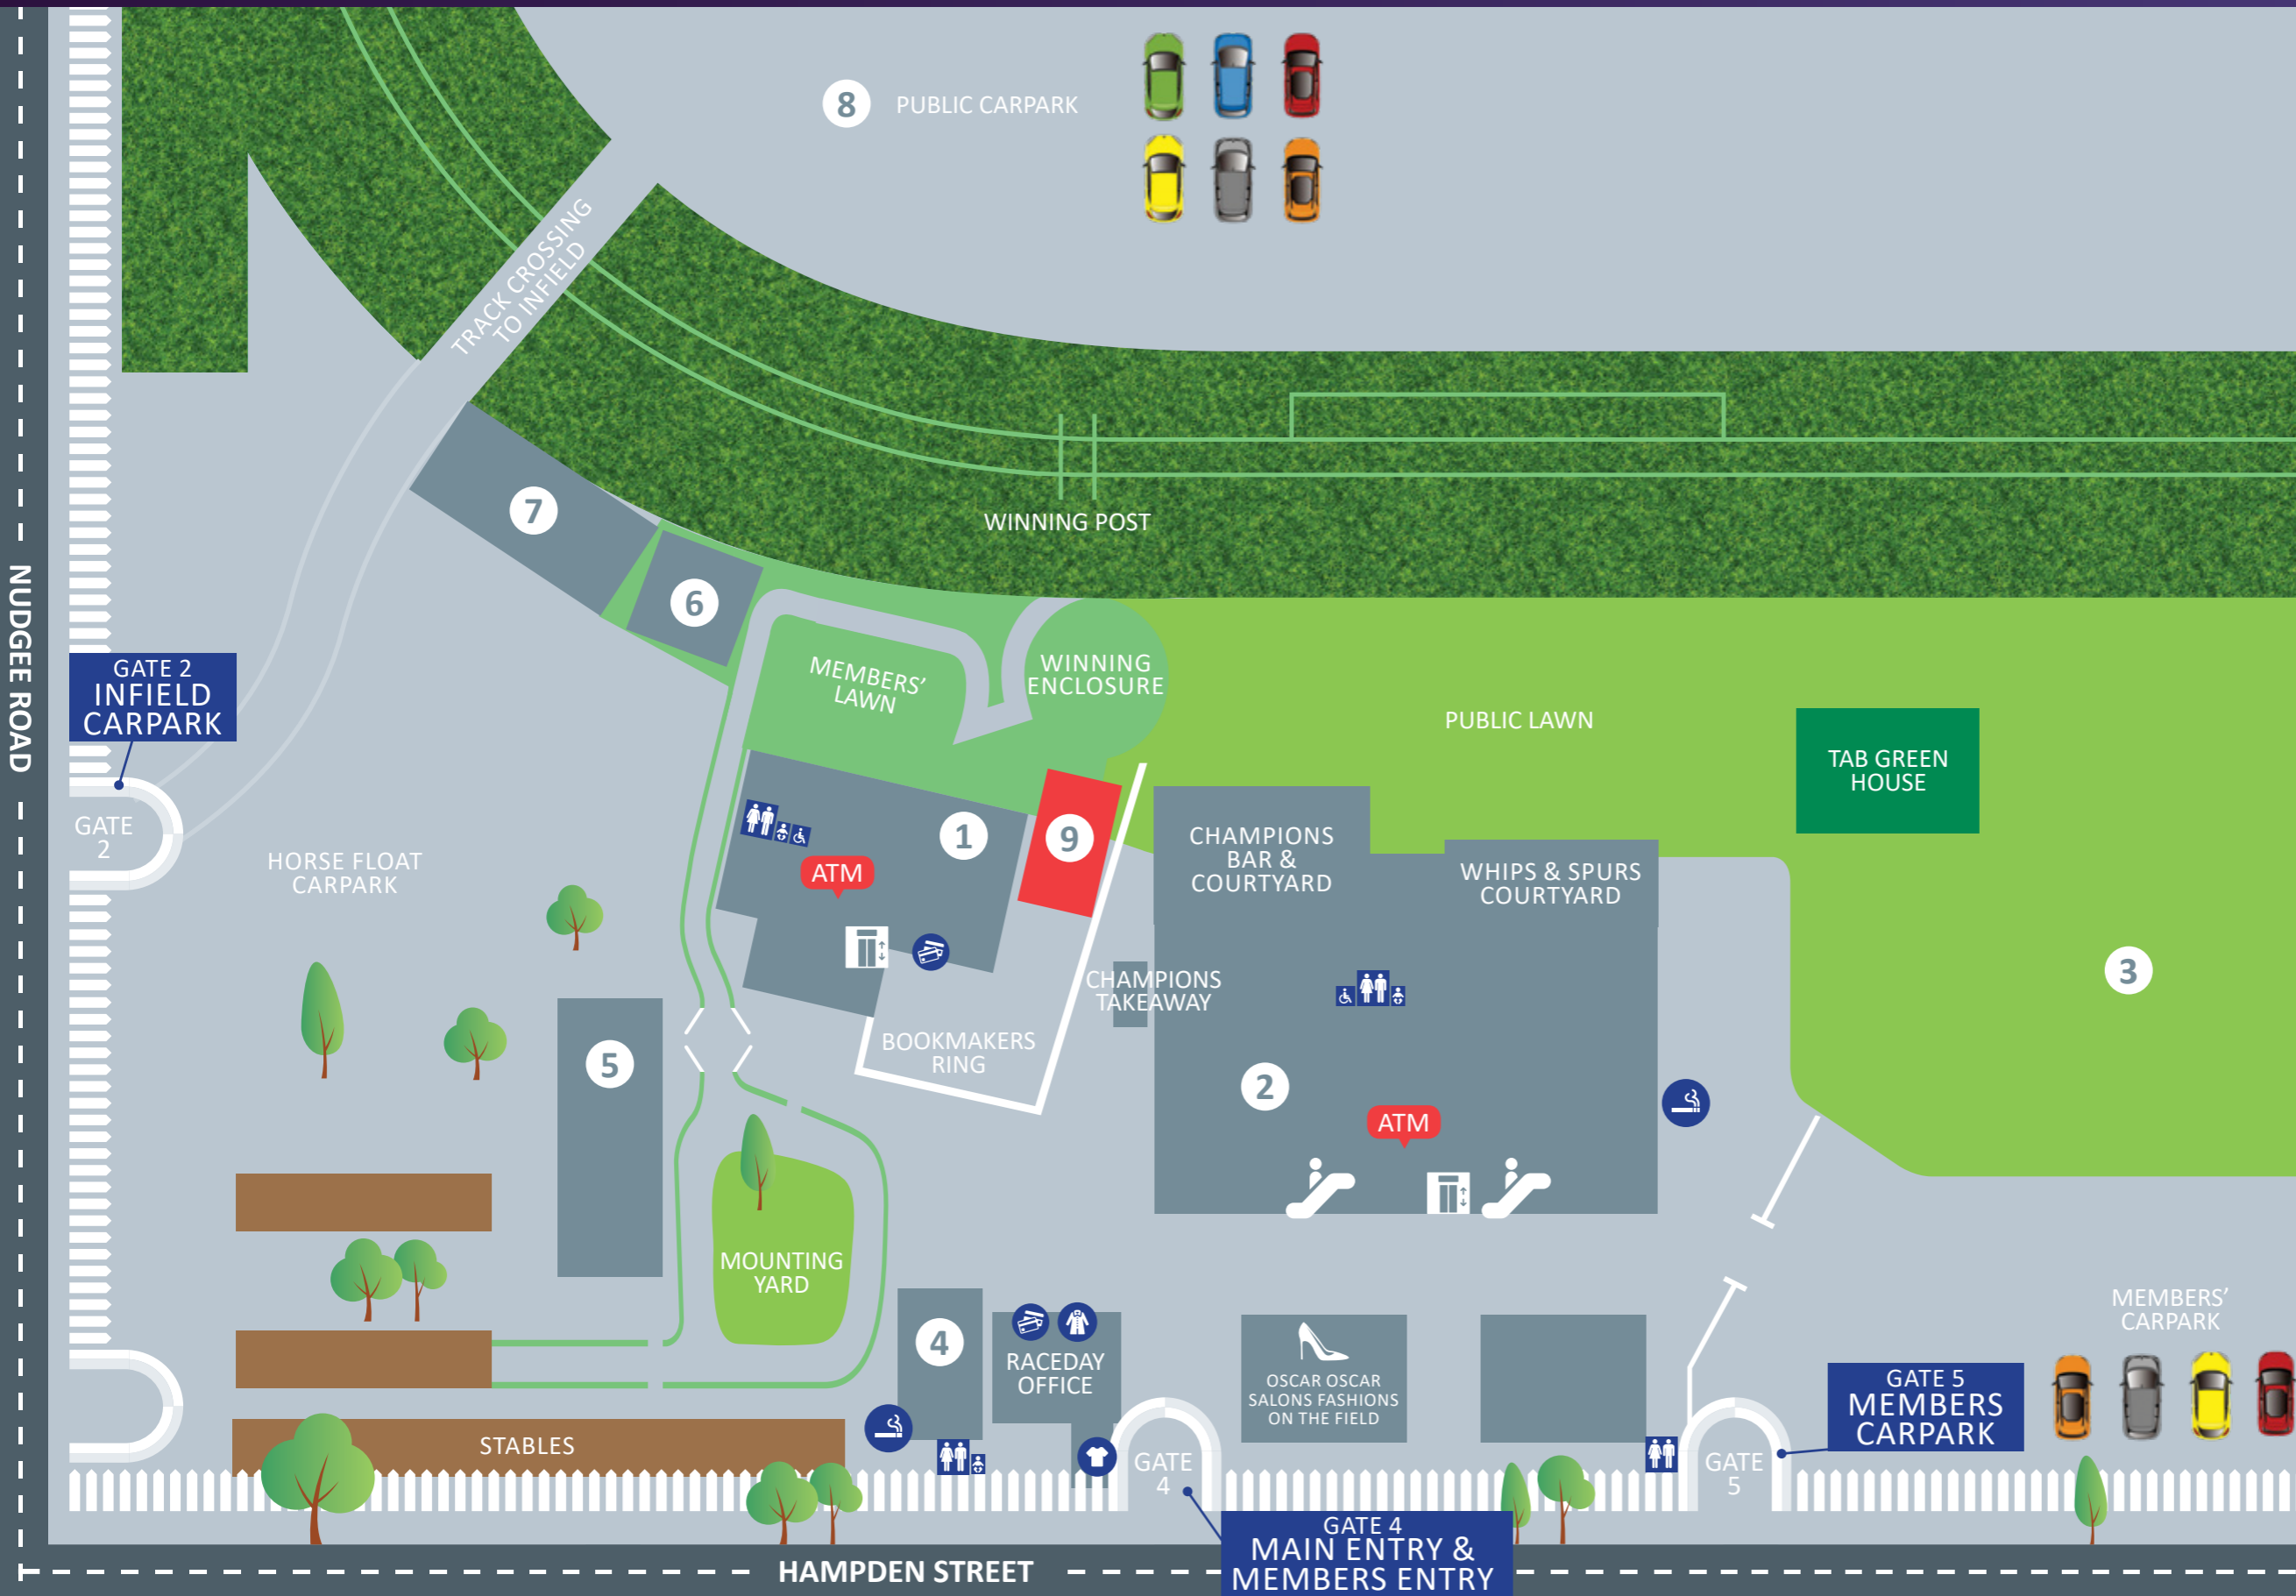 8
PUBLIC CARPARK
TRACK CROSSING
TO INFIELD
7
WINNING POST
6
NUDGEE ROAD
GATE 2
INFIELD
CARPARK
MEMBERS'
LAWN
WINNING
ENCLOSURE
PUBLIC LAWN
TAB GREEN
HOUSE
GATE
2
HORSE FLOAT
CARPARK
1
9
ATM
CHAMPIONS
BAR &
COURTYARD
WHIPS & SPURS
COURTYARD
3
CHAMPIONS
TAKEAWAY
BOOKMAKERS
RING
5
2
ATM
MOUNTING
YARD
4
RACEDAY
OFFICE
OSCAR OSCAR
SALONS FASHIONS
ON THE FIELD
MEMBERS'
CARPARK
GATE 5
MEMBERS
CARPARK
STABLES
GATE
4
GATE
5
GATE 4
MAIN ENTRY &
MEMBERS ENTRY
HAMPDEN STREET